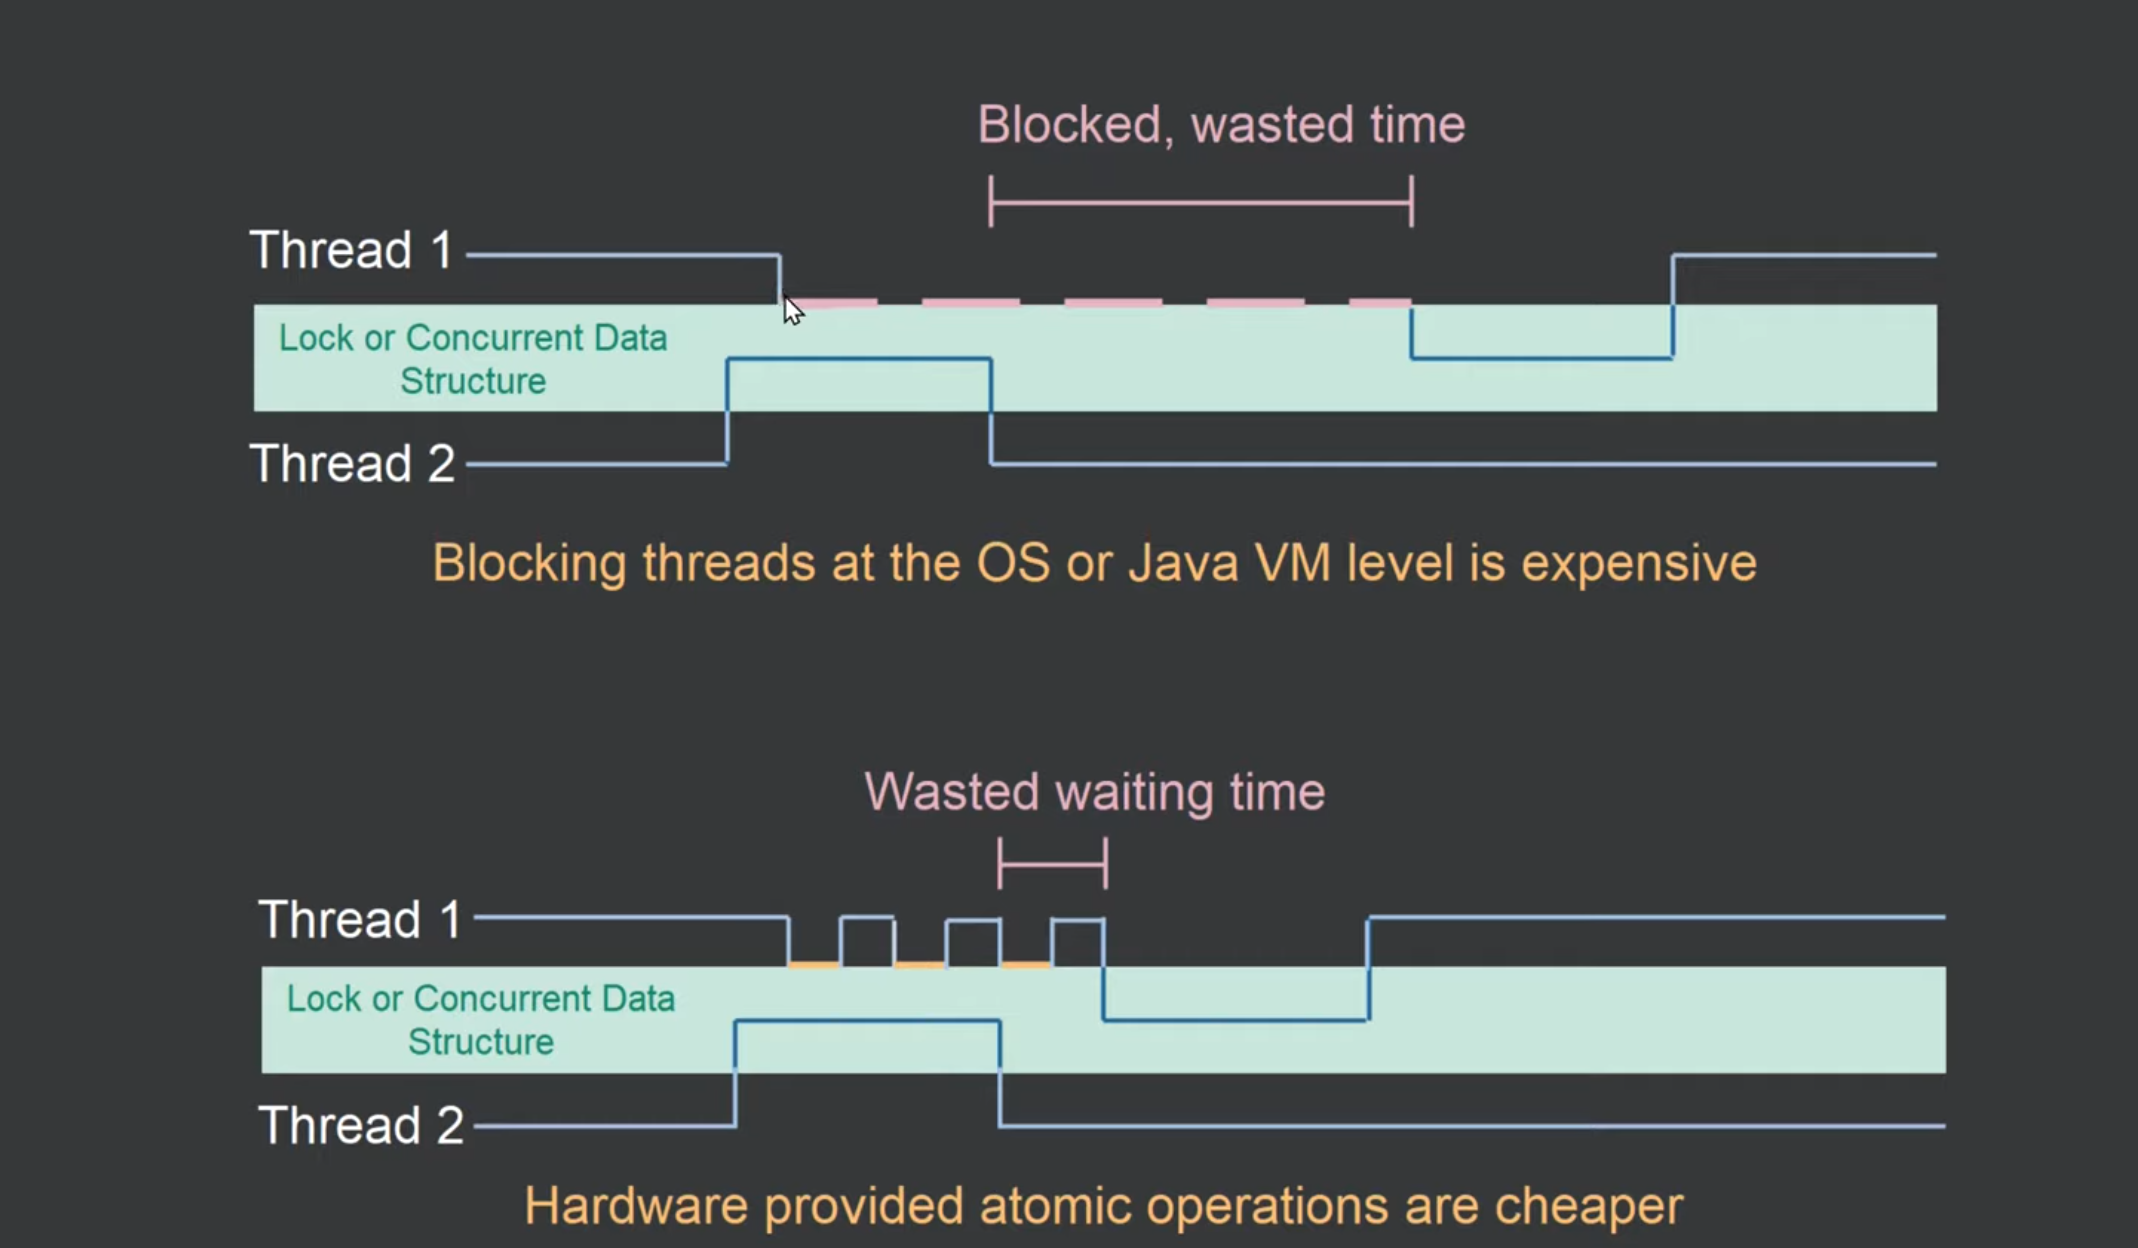 Blocked, wasted time
Thread 1
Lock or Concurrent Data
Structure
Thread 2
Blocking threads at the OS or Java VM level is expensive
Wasted waiting time
Thread 1
Lock or Concurrent Data
Structure
Thread 2
Hardware provided atomic operations are cheaper